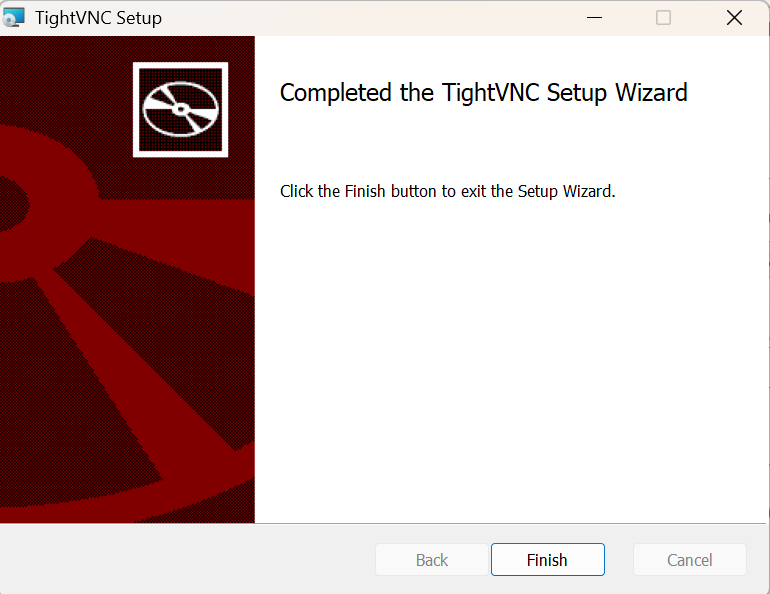 TightVNC Setup
Completed the TightVNC Setup Wizard
Click the Finish button to exit the Setup Wizard.
Back
Finish
Cancel